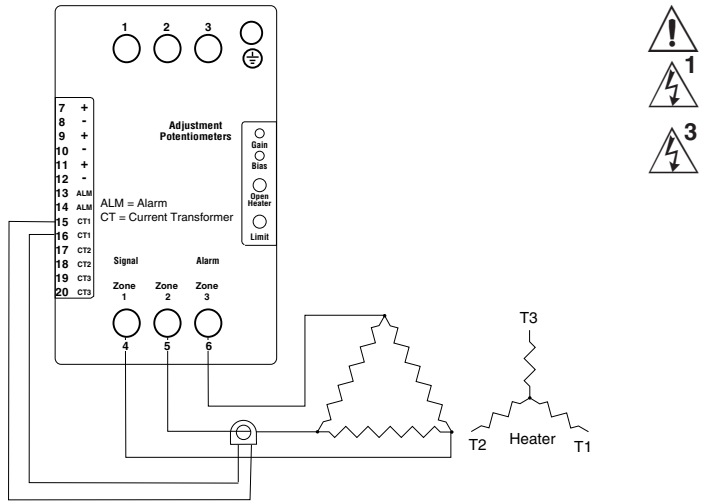 1 2 3
1
3
7 +
8 -
9 +
10 -
11 +
12 -
13 ALM
14 ALM
15 CT1
16 CT1
17 CT2
18 CT2
19 CT3
20 CT3
Adjustment
Potentiometers
Gain
Bias
Open
Heater
Limit
ALM = Alarm
CT = Current Transformer
Signal Alarm
Zone Zone Zone
1 2 3
4 5 6
T3
T2 Heater T1